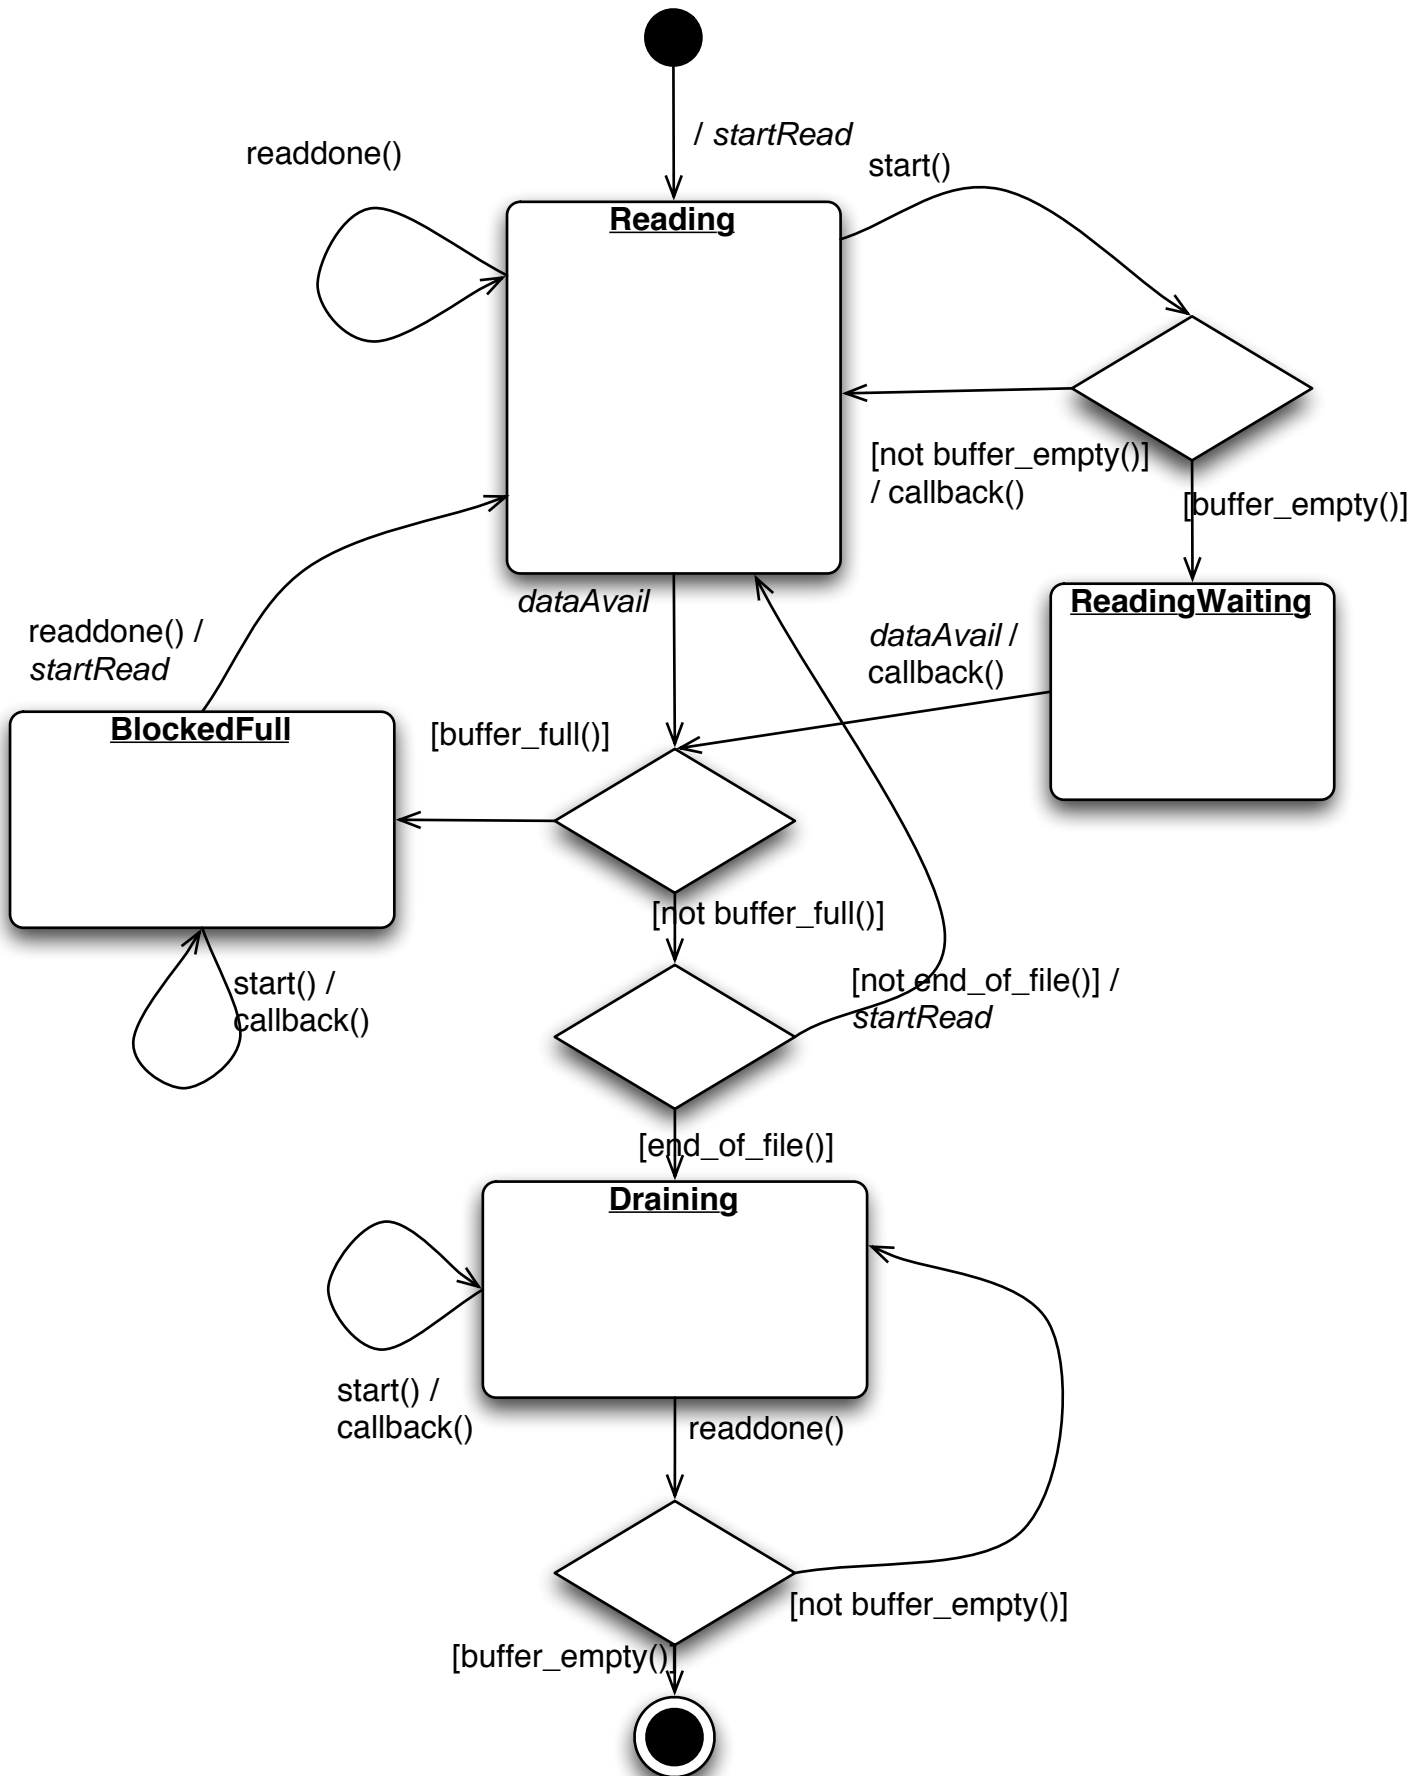 / startRead
readdone()
start()
Reading
[not buffer_empty()]
/ callback()
[buffer_empty()]
dataAvail
ReadingWaiting
readdone() /
startRead
dataAvail /
callback()
BlockedFull
[buffer_full()]
[not buffer_full()]
start() /
callback()
[not end_of_file()] /
startRead
[end_of_file()]
Draining
start() /
callback()
readdone()
[not buffer_empty()]
[buffer_empty()]